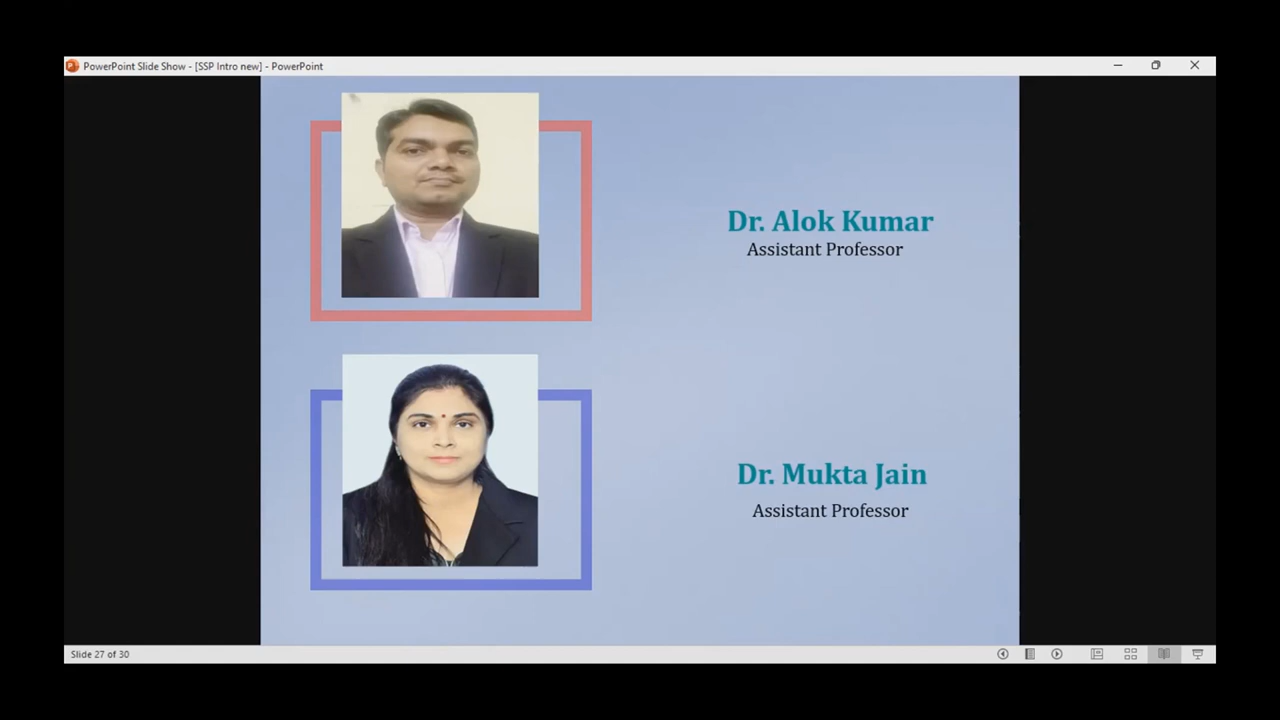 PowerPoint Slide Show - [SSP Intro new] - PowerPoint
Dr. Alok Kumar
Assistant Professor
Dr. Mukta Jain
Assistant Professor
Slide 27 of 30